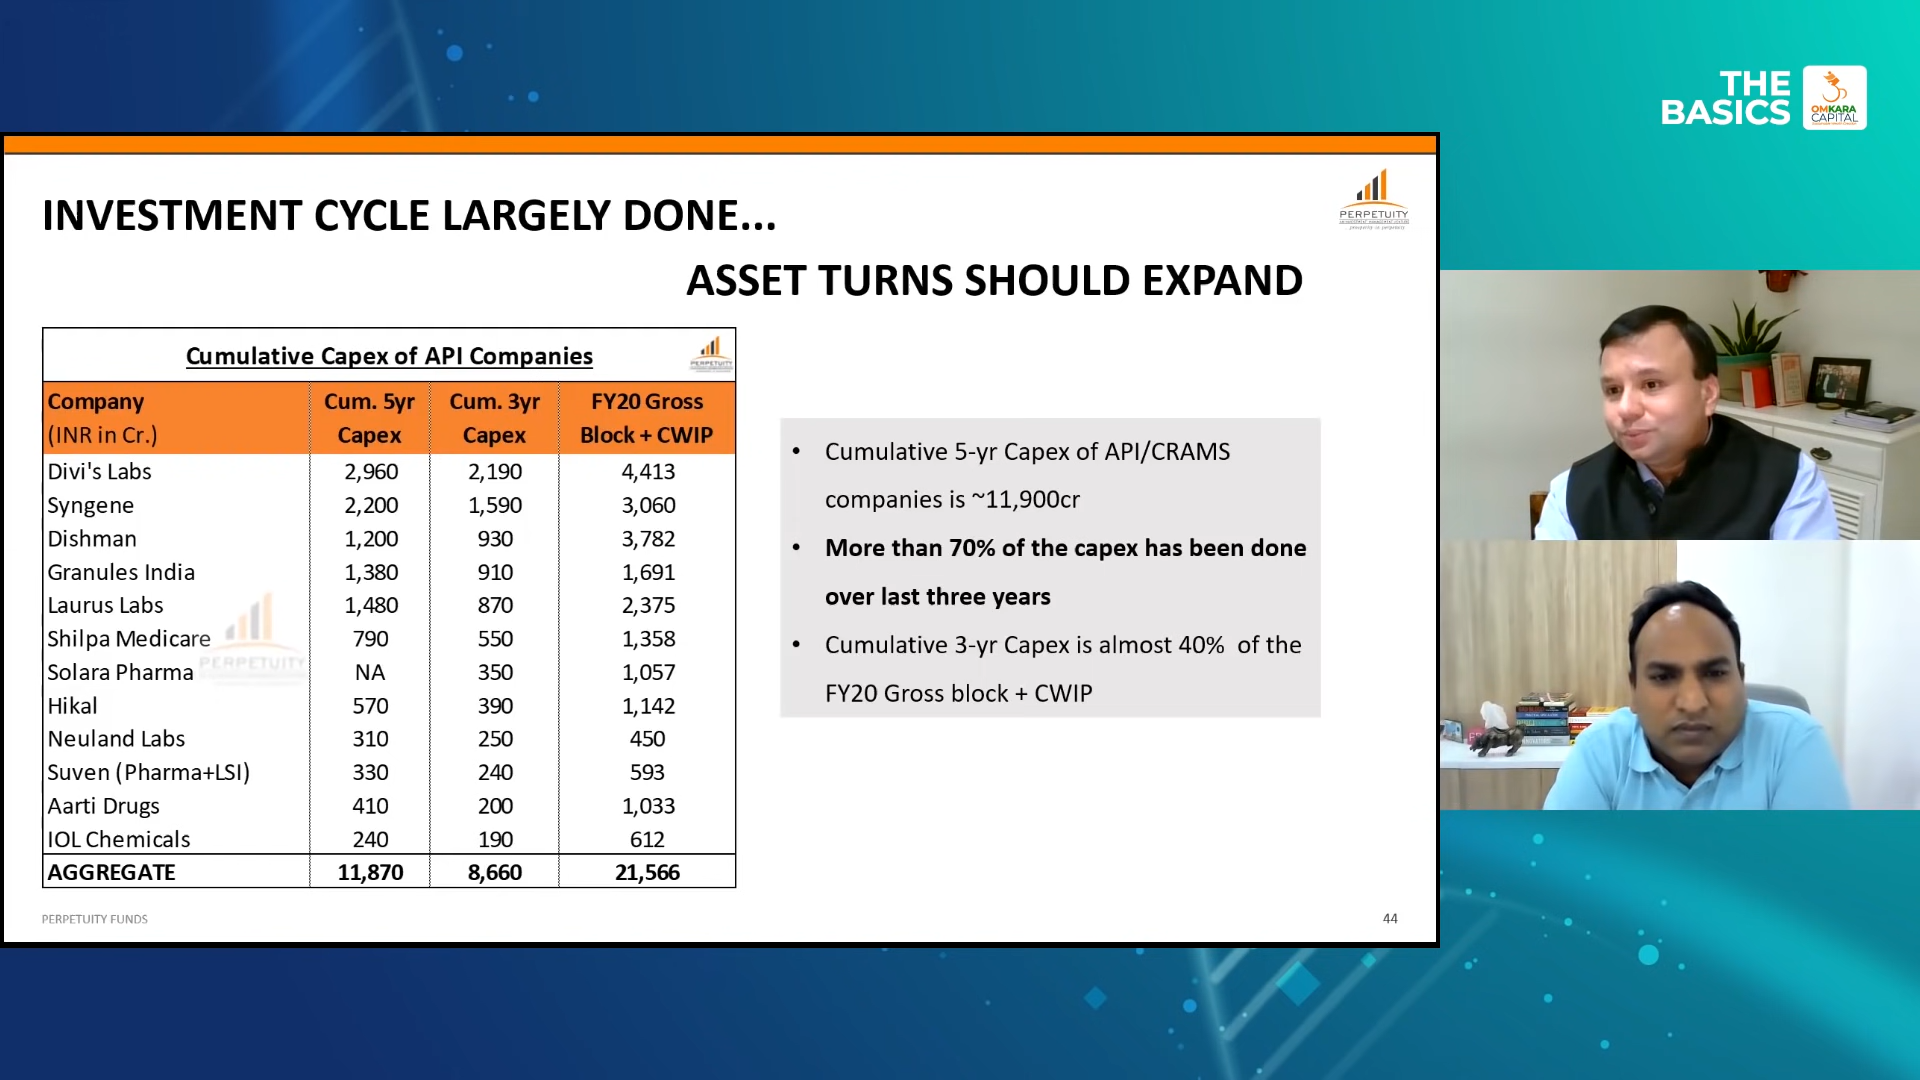 THE
BASICS
OMKARA
CAPITAL
INVESTMENT CYCLE LARGELY DONE...
ASSET TURNS SHOULD EXPAND
PERPETUITY
prosperity in perpetuity
Cumulative Capex of API Companies
PERPETUITY
Company (INR in Cr.) Cum. 5yr Capex Cum. 3yr Capex FY20 Gross Block + CWIP
Divi's Labs 2,960 2,190 4,413
Syngene 2,200 1,590 3,060
Dishman 1,200 930 3,782
Granules India 1,380 910 1,691
Laurus Labs 1,480 870 2,375
Shilpa Medicare 790 550 1,358
PERPETUITY
Solara Pharma NA 350 1,057
Hikal 570 390 1,142
Neuland Labs 310 250 450
Suven (Pharma+LSI) 330 240 593
Aarti Drugs 410 200 1,033
IOL Chemicals 240 190 612
AGGREGATE 11,870 8,660 21,566
• Cumulative 5-yr Capex of API/CRAMS
companies is ~11,900cr
• More than 70% of the capex has been done
over last three years
• Cumulative 3-yr Capex is almost 40% of the
FY20 Gross block + CWIP
PERPETUITY FUNDS
44